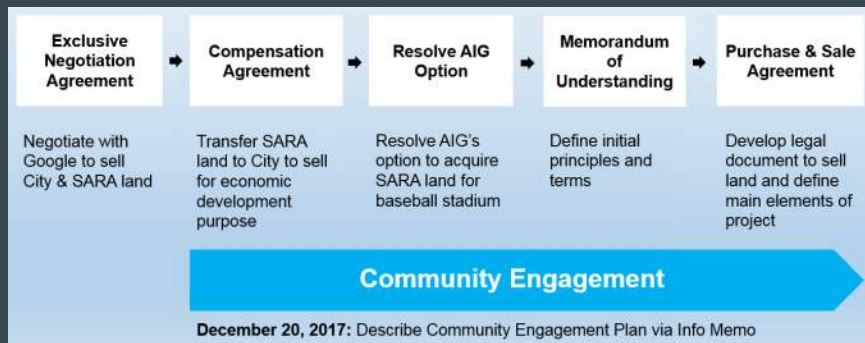 Exclusive
Negotiation
Agreement
Compensation
Agreement
Resolve AIG
Option
Memorandum
of
Understanding
Purchase & Sale
Agreement
Negotiate with
Google to sell
City & SARA land
Transfer SARA
land to City to sell
for economic
development
purpose
Resolve AIG's
option to acquire
SARA land for
baseball stadium
Define initial
principles and
terms
Develop legal
document to sell
land and define
main elements of
project
Community Engagement
December 20, 2017: Describe Community Engagement Plan via Info Memo